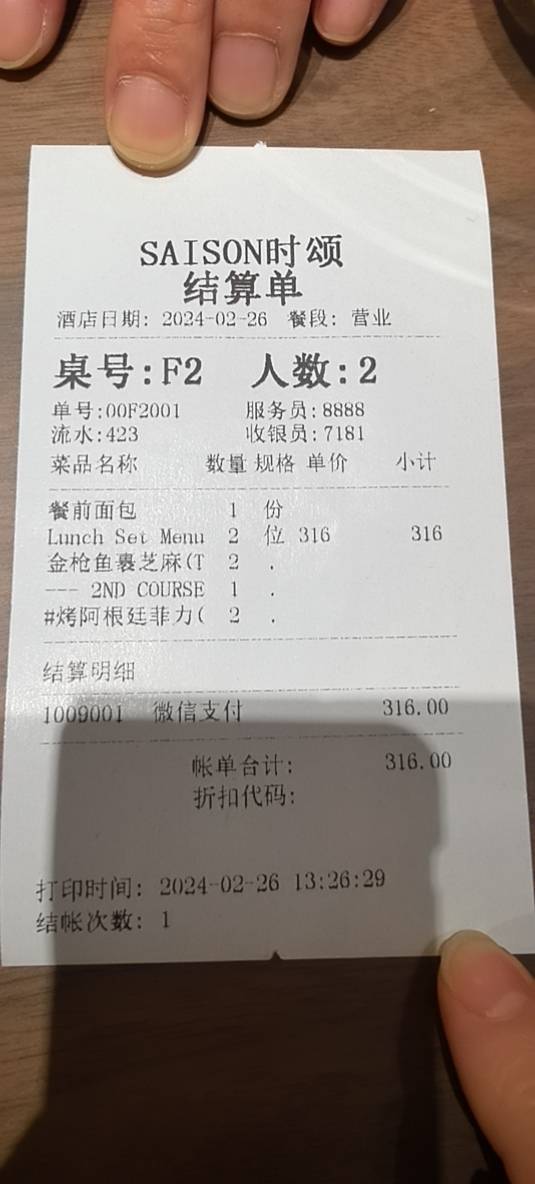 SAISON时颂
结算单
酒店日期: 2024-02-26 餐段: 营业
桌号:F2 人数:2
单号:00F2001 服务员:8888
流水:423 收银员:7181
菜品名称 数量 规格 单价 小计
餐前面包 1 份
Lunch Set Menu 2 位 316 316
金枪鱼裹芝麻(T 2 .
--- 2ND COURSE 1 .
#烤阿根廷菲力( 2 .
结算明细
1009001 微信支付 316.00
帐单合计: 316.00
折扣代码:
打印时间: 2024-02-26 13:26:29
结帐次数: 1